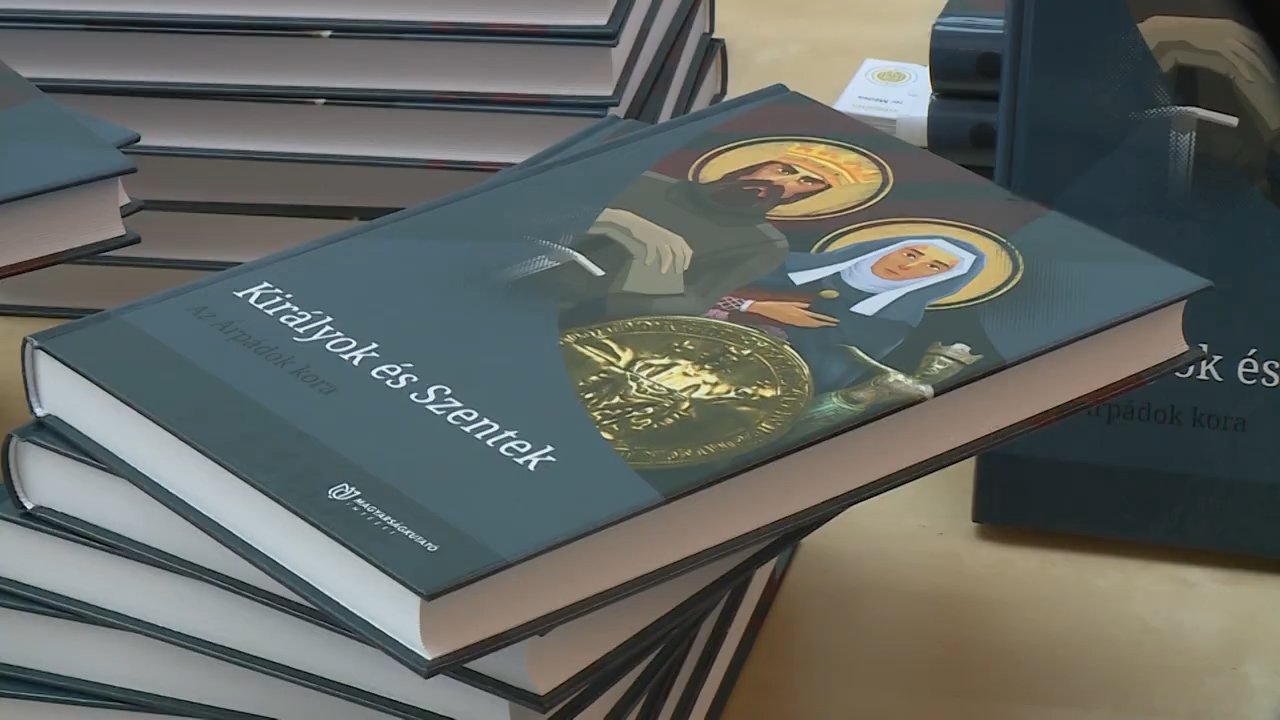 Királyok és Szentek
Az Árpádok kora
MAGYARSÁGKUTATÓ
INTÉZET
ok és
Árpádok kora